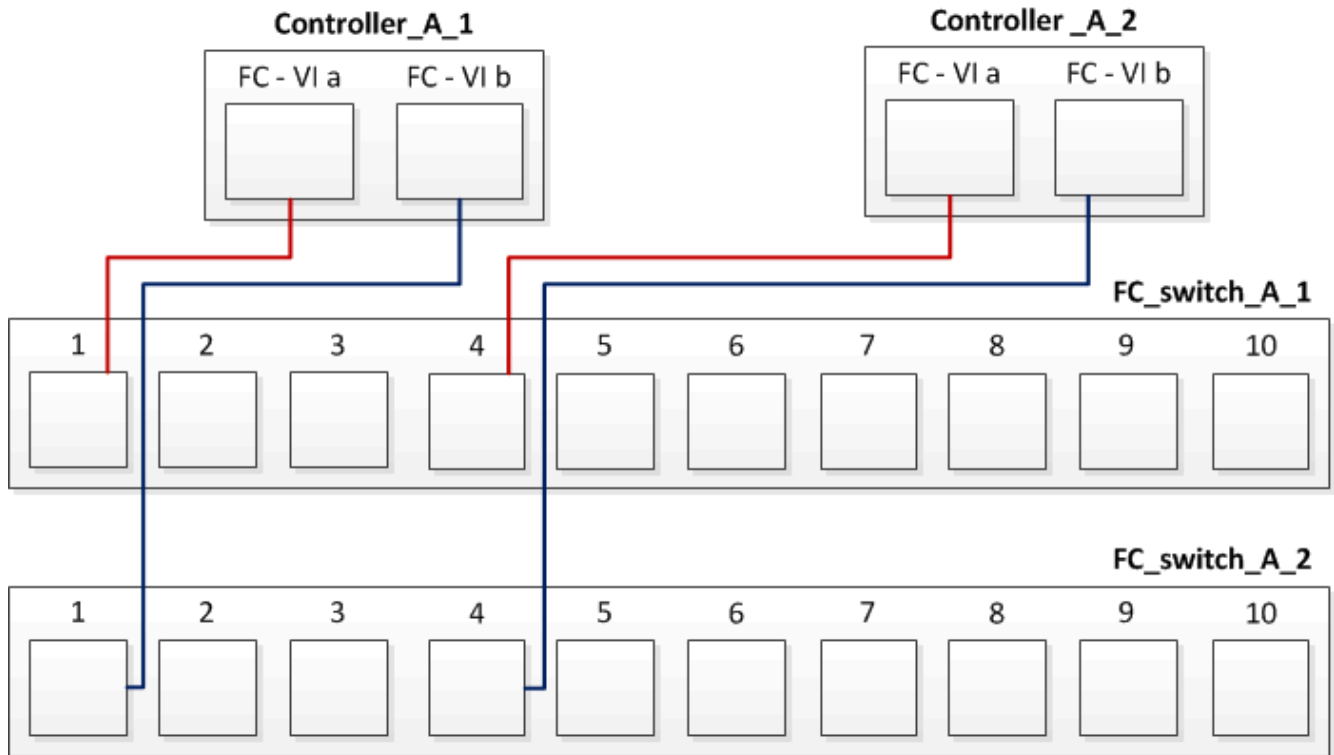 Controller_A_1
Controller _A_2
FC - VI a
FC - VI b
FC - VI a
FC - VI b
FC_switch_A_1
1 2 3 4 5 6 7 8 9 10
FC_switch_A_2
1 2 3 4 5 6 7 8 9 10